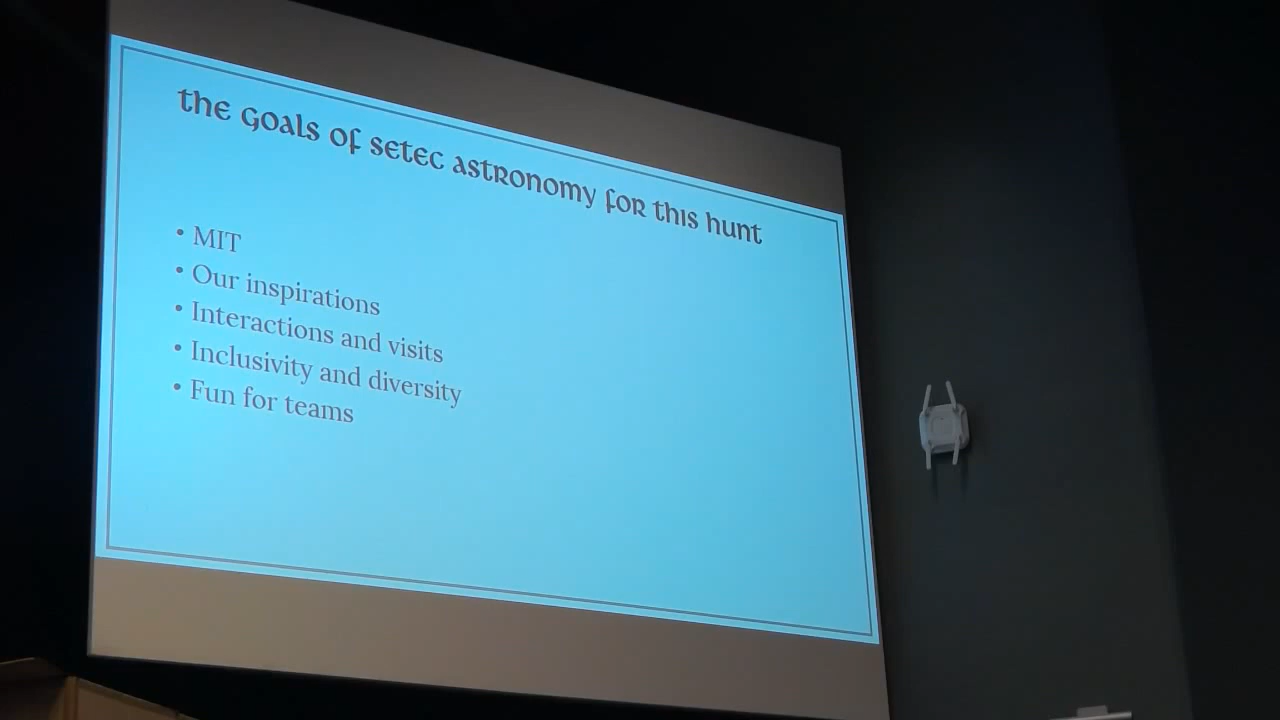 the goals of setec astronomy for this hunt
• MIT
• Our inspirations
• Interactions and visits
• Inclusivity and diversity
• Fun for teams